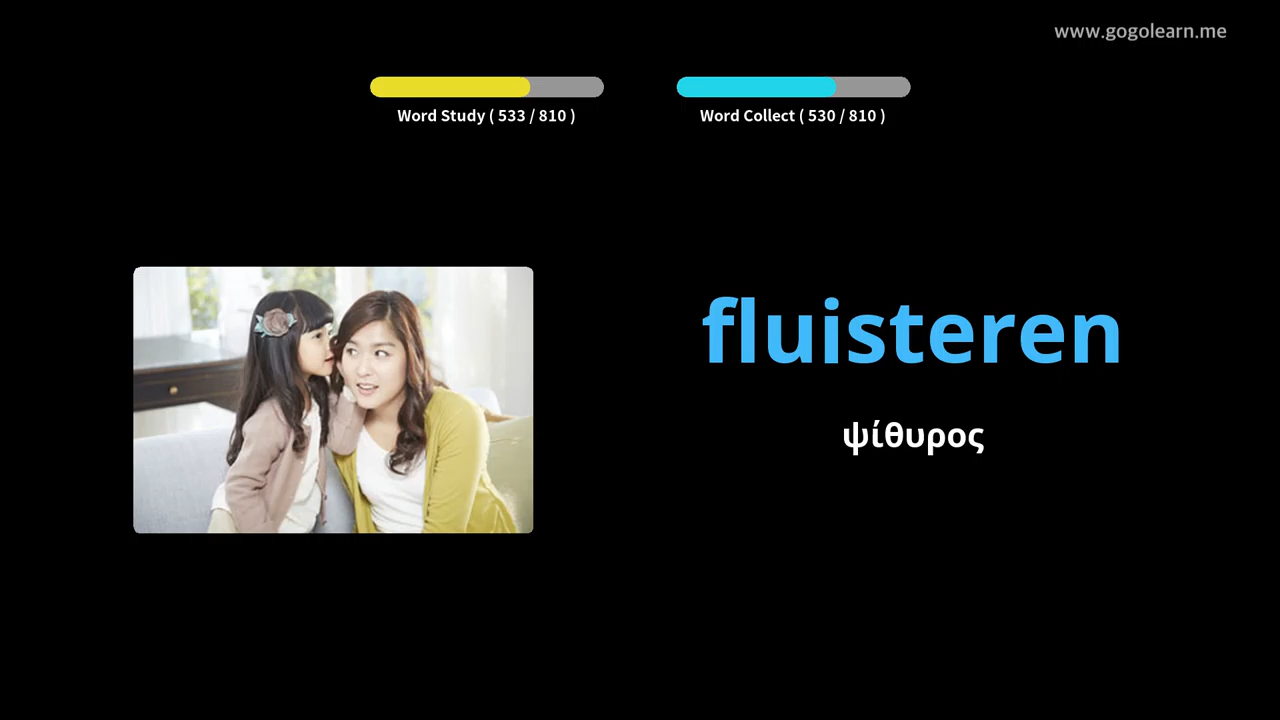 www.gogolearn.me
Word Study ( 533 / 810 )
Word Collect ( 530 / 810 )
fluisteren
ψίθυρος